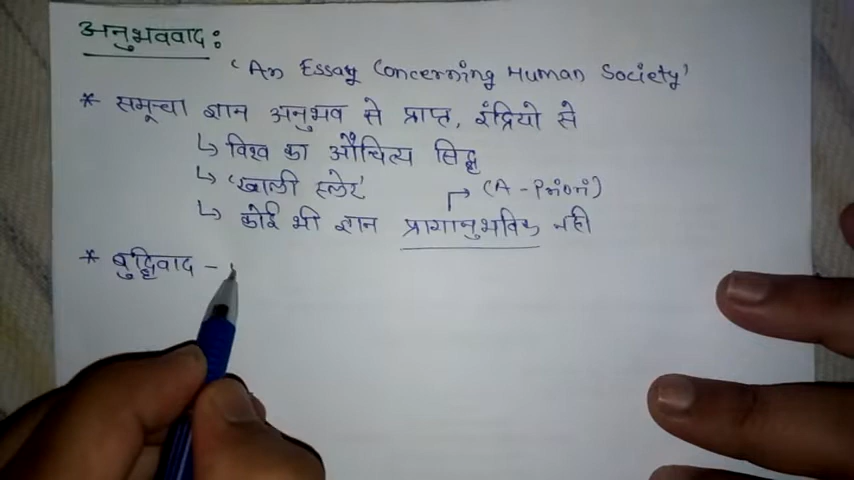 अनुभववाद:
'An Essay Concerning Human Society'
* समूचा ज्ञान अनुभव से प्राप्त, इंद्रियो से
↳ विश्व का औचित्य सिद्ध
↳ 'खाली स्लेट'
(A-Priori)
↳ कोई भी ज्ञान प्रागानुभविक नही
* बुद्धिवाद -